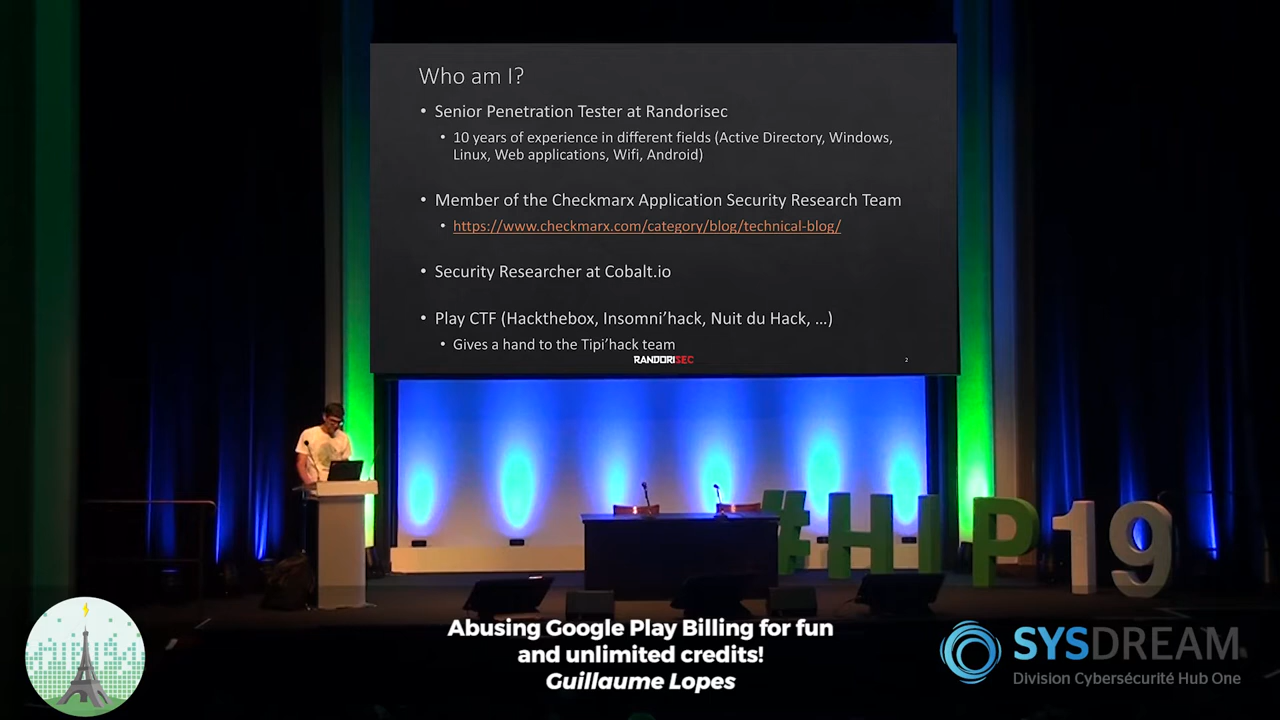 Who am I?
• Senior Penetration Tester at Randorisec
• 10 years of experience in different fields (Active Directory, Windows,
Linux, Web applications, Wifi, Android)
• Member of the Checkmarx Application Security Research Team
• https://www.checkmarx.com/category/blog/technical-blog/
• Security Researcher at Cobalt.io
• Play CTF (Hackthebox, Insomni'hack, Nuit du Hack, …)
• Gives a hand to the Tipi'hack team
RANDORISEC
2
#HIP19
Abusing Google Play Billing for fun
and unlimited credits!
Guillaume Lopes
SYSDREAM
Division Cybersécurité Hub One